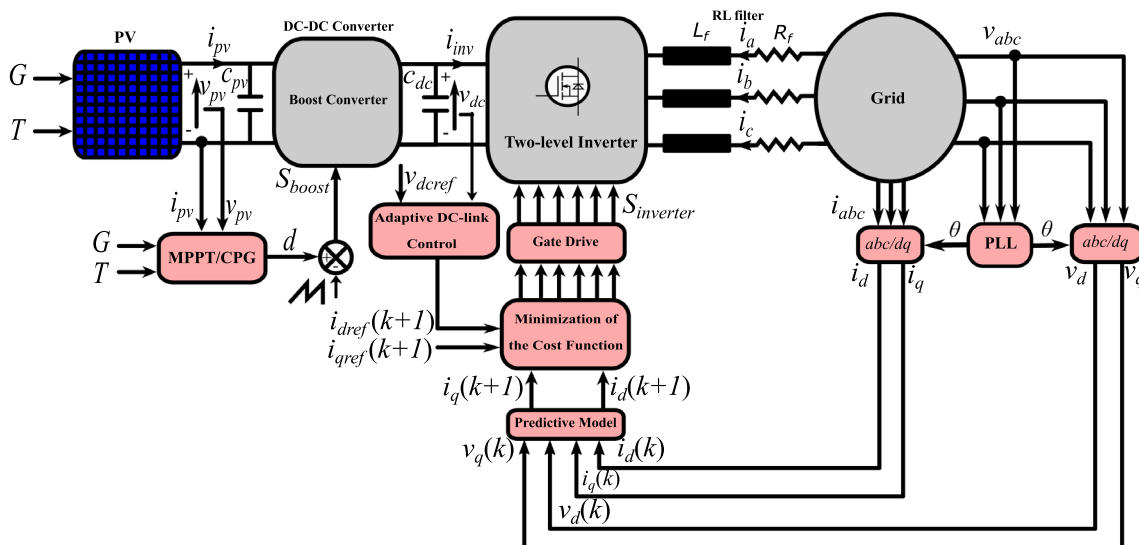 DC-DC Converter
RL filter
PV
i_pv
i_inv
L_f
i_a
R_f
v_abc
G
T
+
v_pv
-
c_pv
Boost Converter
c_dc
+
v_dc
-
Two-level Inverter
i_b
i_c
Grid
S_boost
v_dcref
i_pv
v_pv
S_inverter
i_abc
Adaptive DC-link
Control
Gate Drive
G
T
MPPT/CPG
d
+
-
abc/dq
θ
PLL
θ
abc/dq
i_d
i_q
v_d
v_q
i_dref(k+1)
i_qref(k+1)
Minimization of
the Cost Function
i_q(k+1)
i_d(k+1)
Predictive Model
v_q(k)
i_d(k)
i_q(k)
v_d(k)